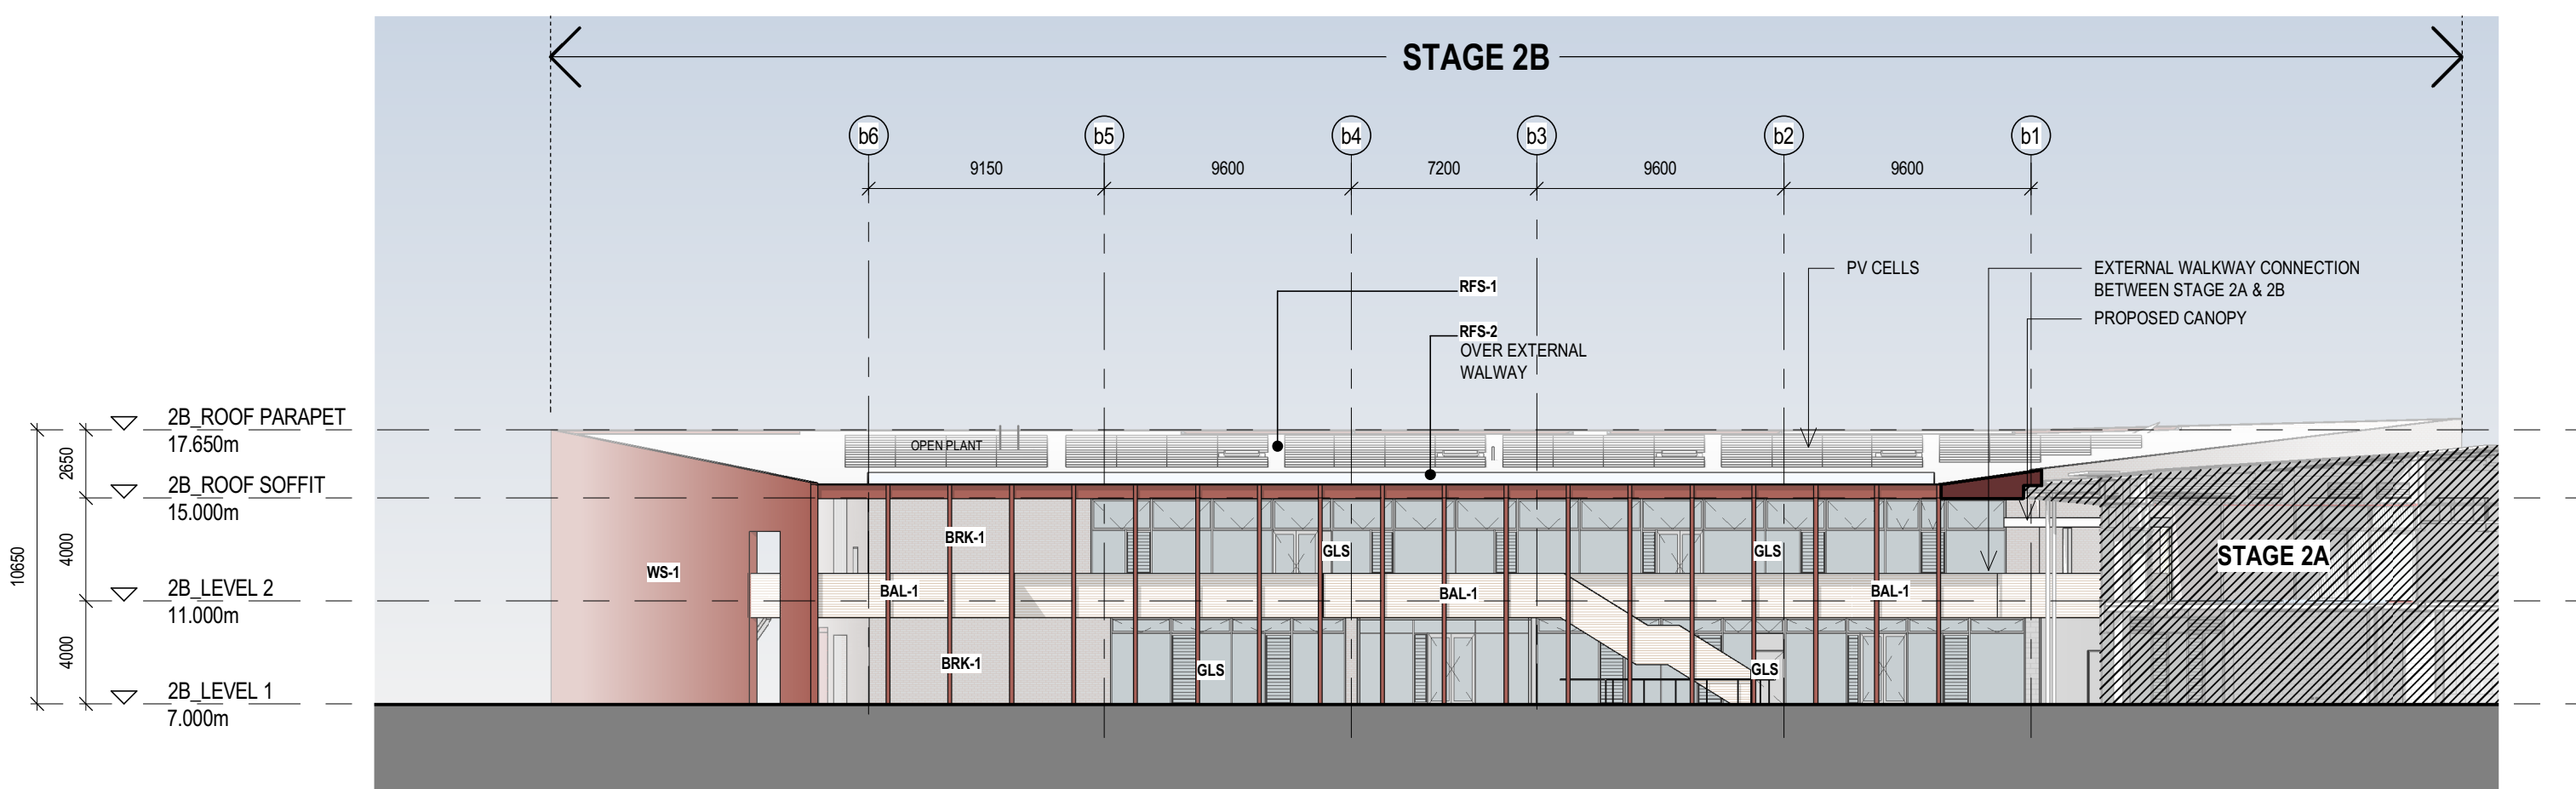 STAGE 2B
b6
b5
b4
b3
b2
b1
9150
9600
7200
9600
9600
PV CELLS
EXTERNAL WALKWAY CONNECTION
BETWEEN STAGE 2A & 2B
PROPOSED CANOPY
RFS-1
RFS-2
OVER EXTERNAL
WALWAY
2B_ROOF PARAPET
17.650m
2B_ROOF SOFFIT
15.000m
2B_LEVEL 2
11.000m
2B_LEVEL 1
7.000m
10650
2650
4000
4000
OPEN PLANT
BRK-1
GLS
GLS
STAGE 2A
WS-1
BAL-1
BAL-1
BAL-1
BRK-1
GLS
GLS